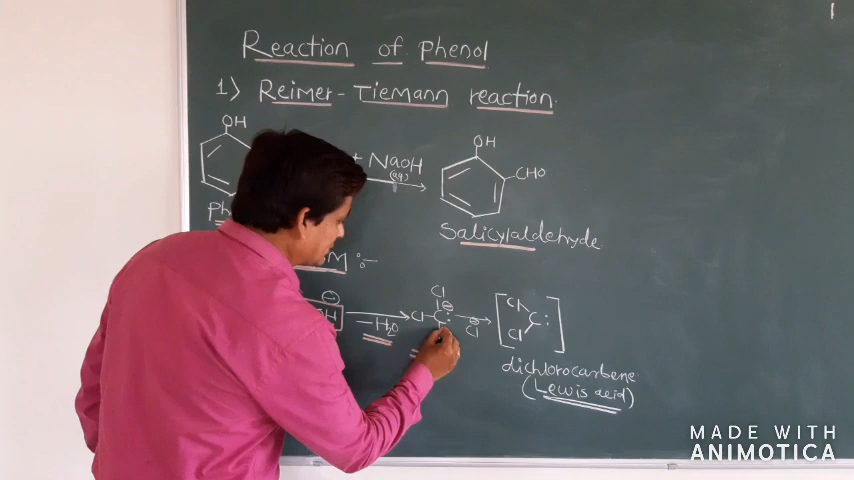 Reaction of Phenol
1) Reimer-Tiemann reaction.
OH
+ NaOH
(aq)
OH
CHO
Ph
Salicylaldehyde
M :-
⊖
H
-H2O
Cl
Cl-C:
⊖
⊖
Cl
[Cl Cl C:]
dichlorocarbene
(Lewis acid)
MADE WITH
ANIMOTICA